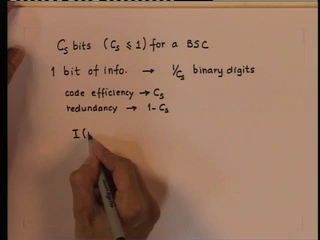 Cs bits (Cs ≤ 1) for a BSC
1 bit of info. → 1/Cs binary digits
code efficiency → Cs
redundancy → 1- Cs
I (